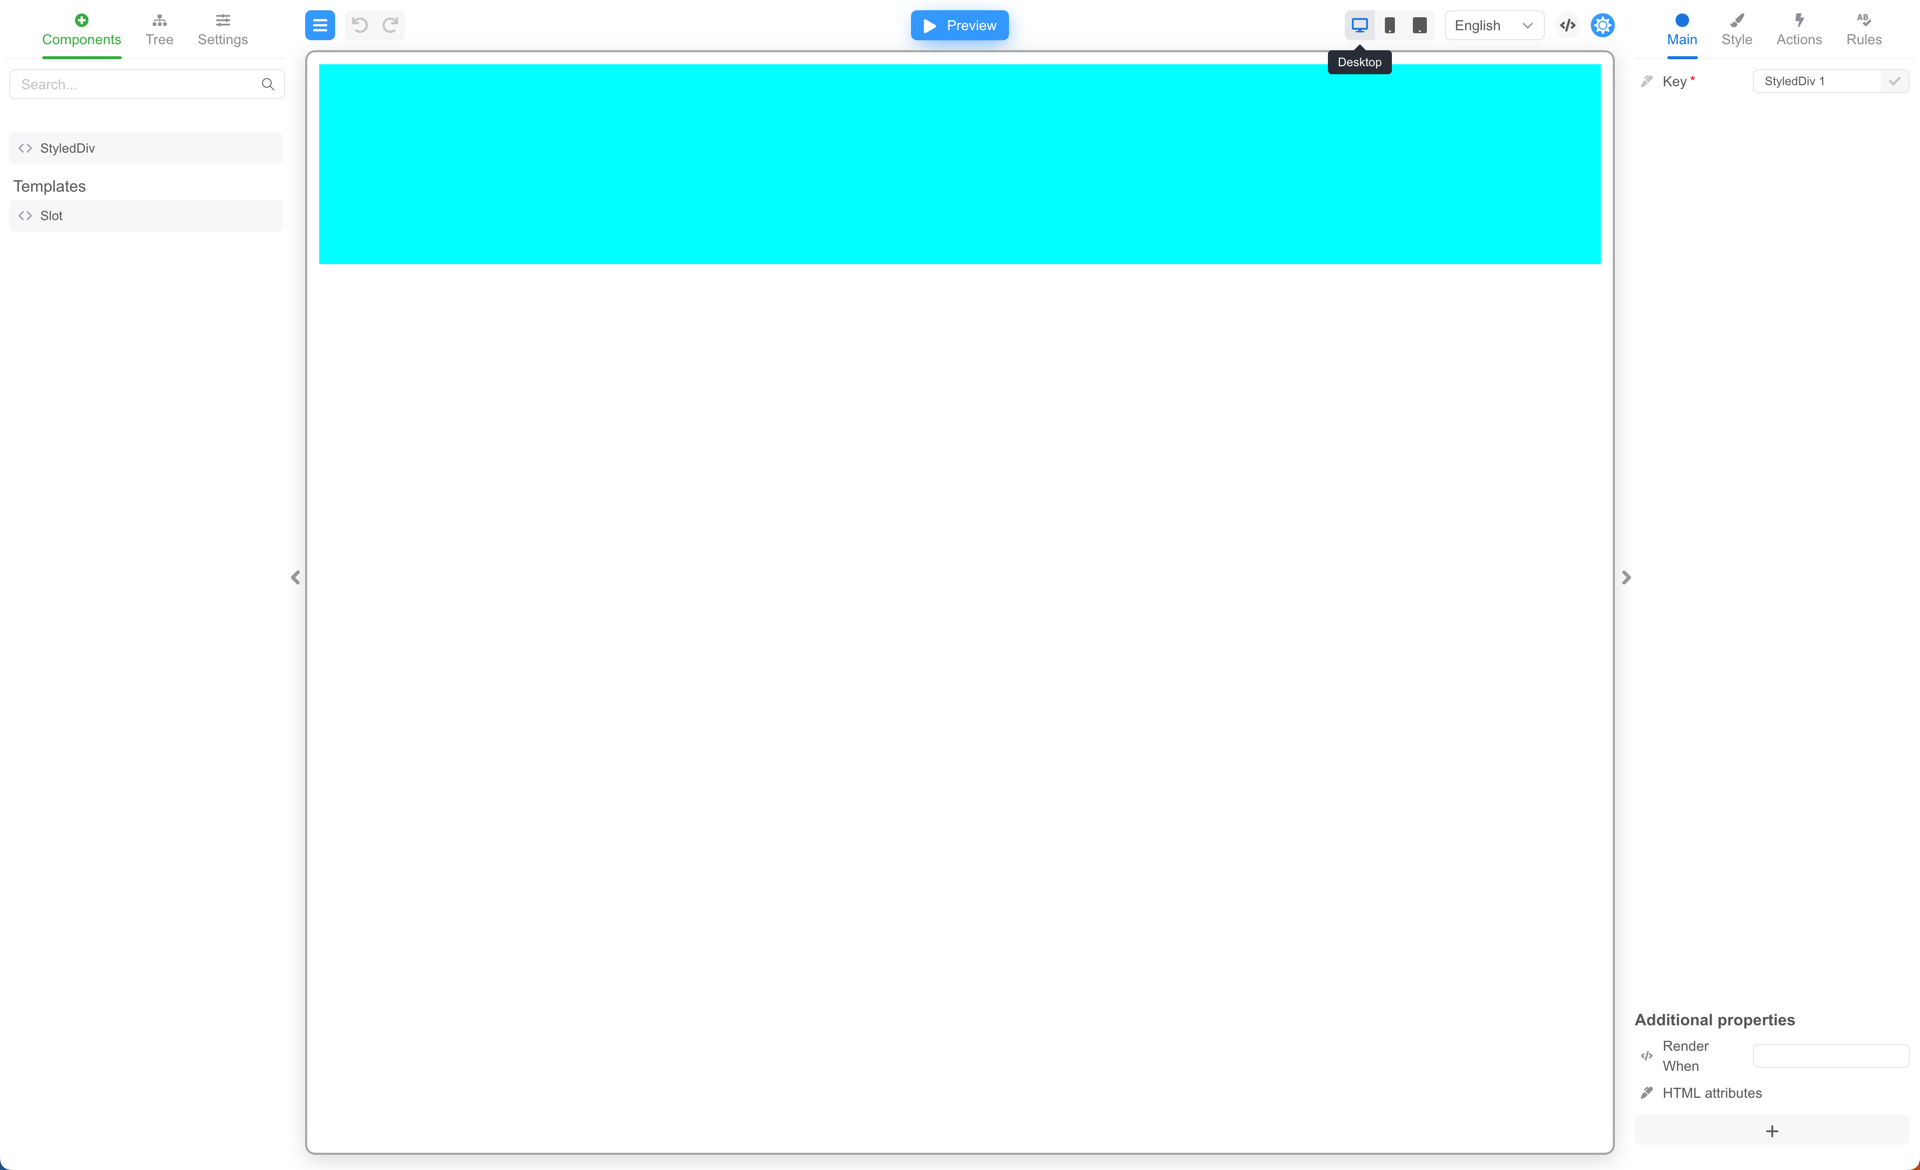 Components
Tree
Settings
Preview
English
Main
Style
Actions
Rules
Desktop
Search...
Key *
StyledDiv 1
StyledDiv
Templates
Slot
Additional properties
Render
When
HTML attributes